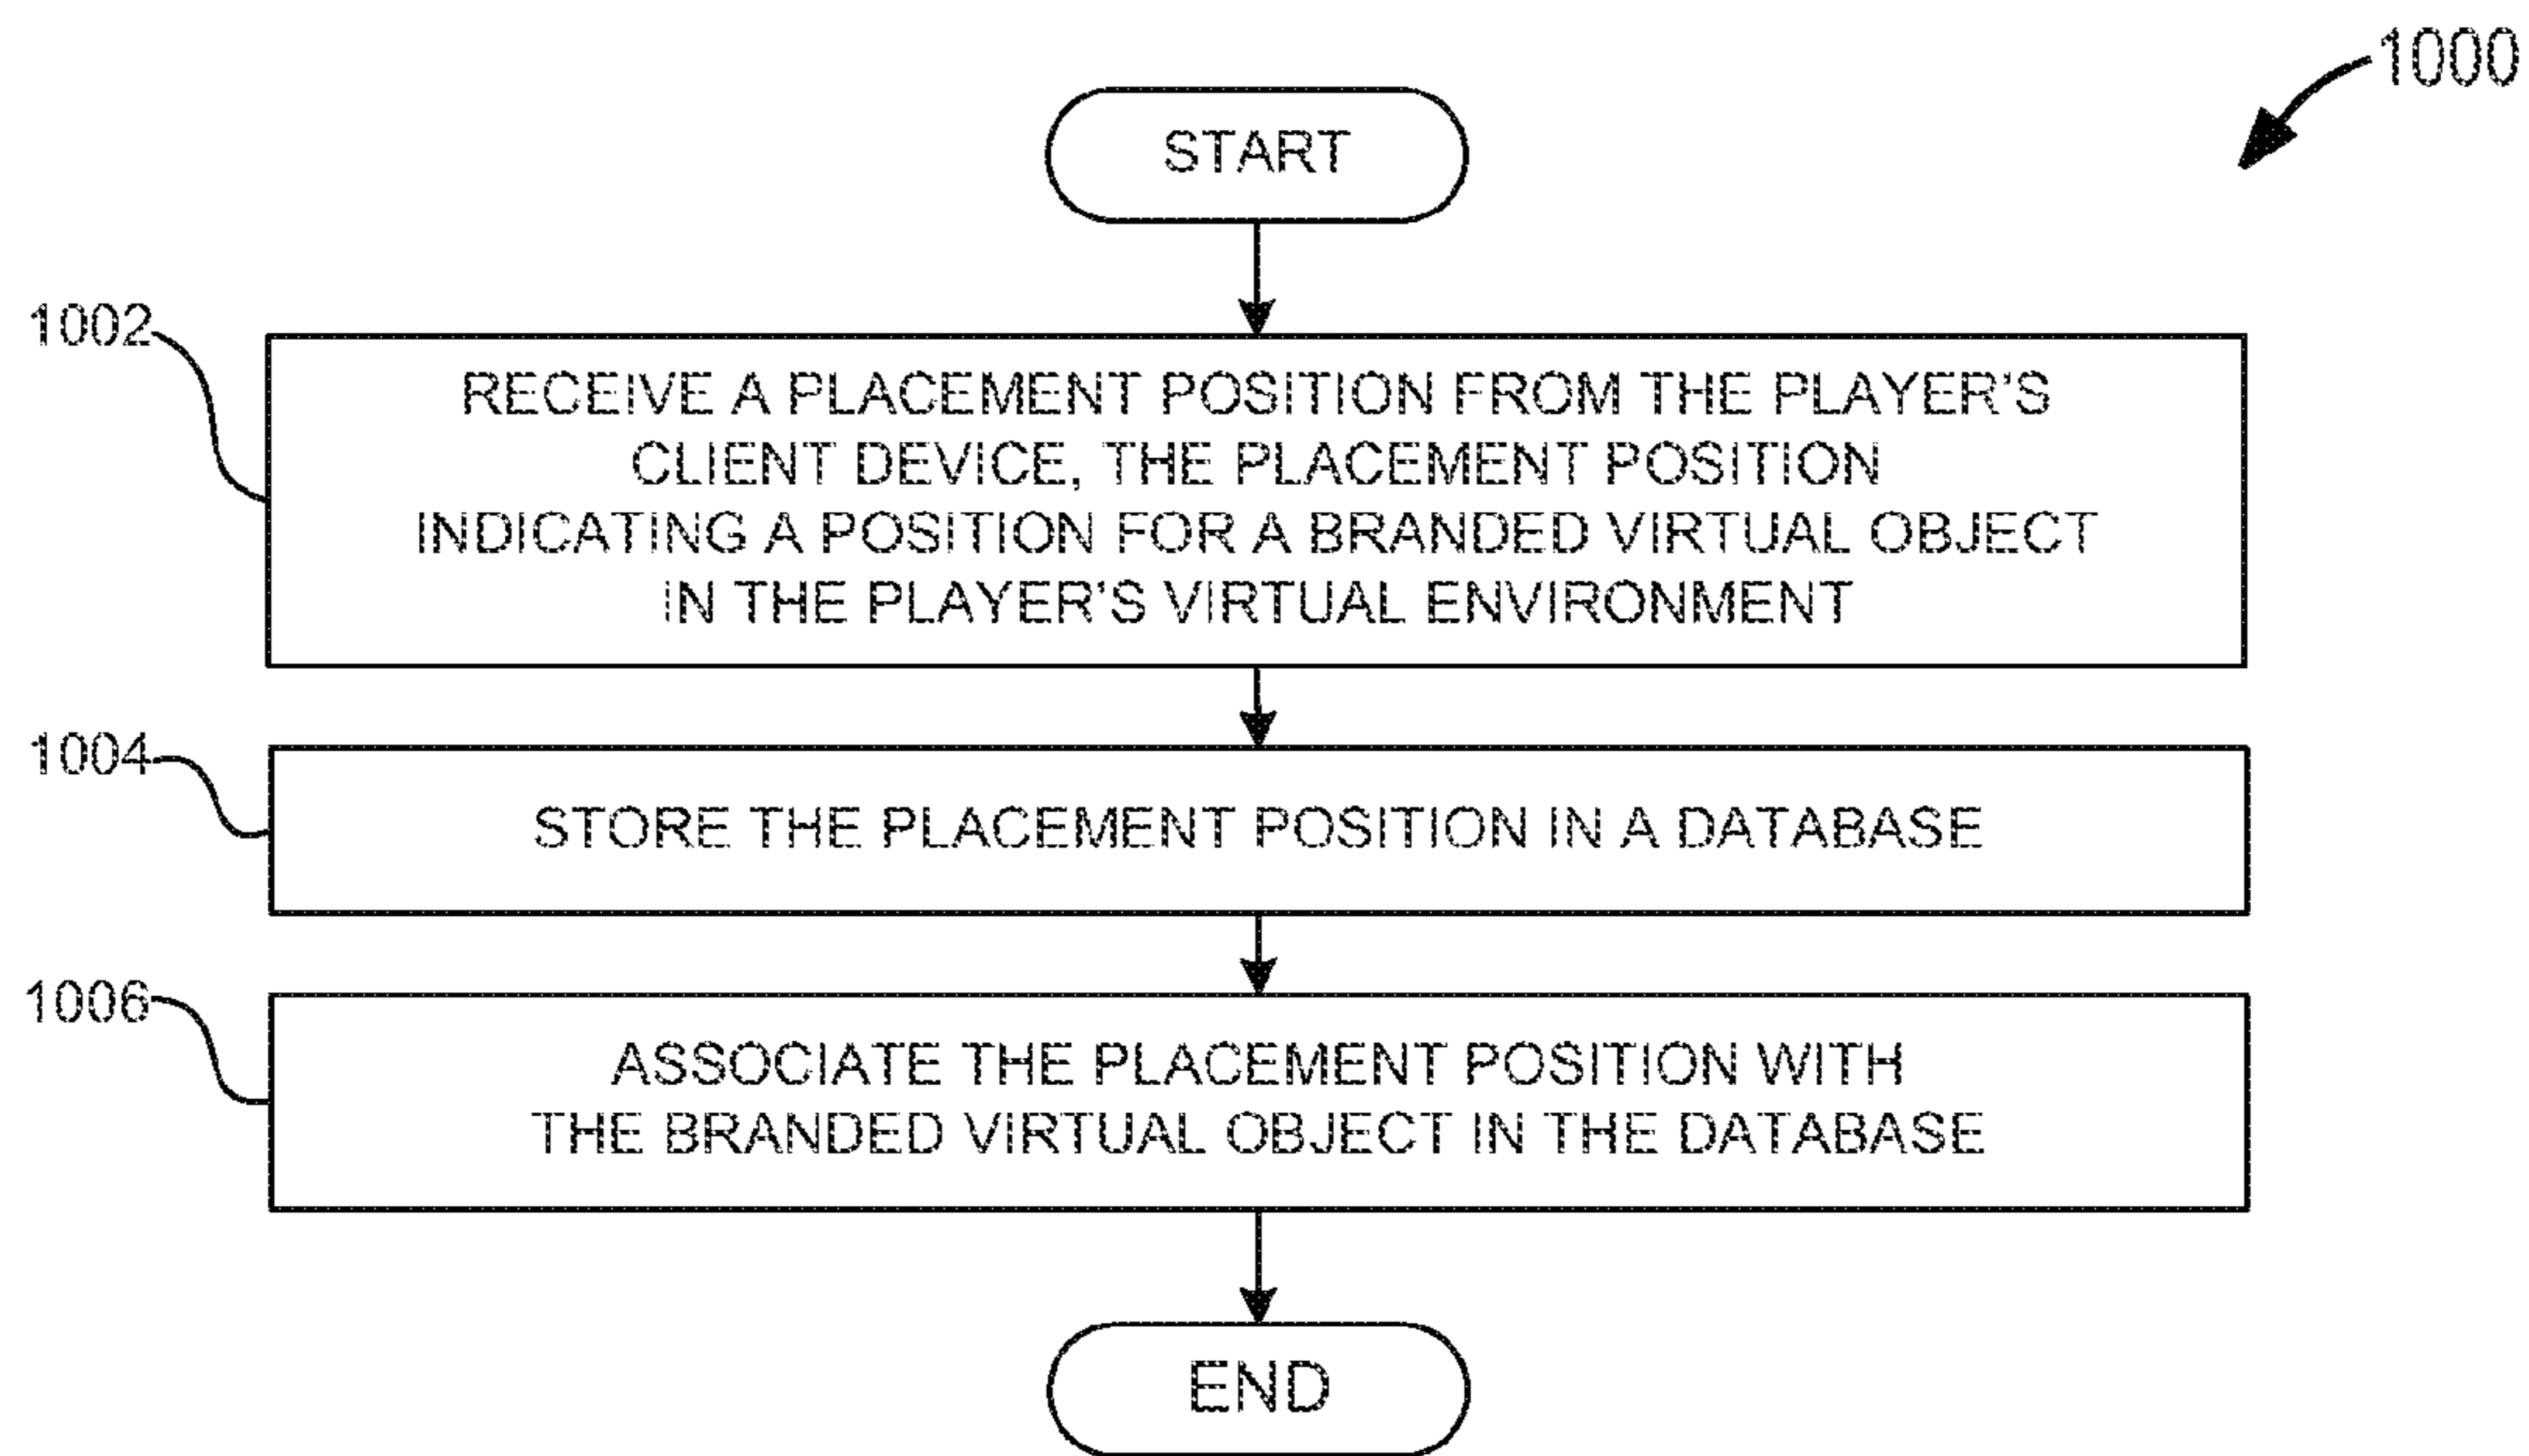 1000
START
1002
RECEIVE A PLACEMENT POSITION FROM THE PLAYER'S
CLIENT DEVICE, THE PLACEMENT POSITION
INDICATING A POSITION FOR A BRANDED VIRTUAL OBJECT
IN THE PLAYER'S VIRTUAL ENVIRONMENT
1004
STORE THE PLACEMENT POSITION IN A DATABASE
1006
ASSOCIATE THE PLACEMENT POSITION WITH
THE BRANDED VIRTUAL OBJECT IN THE DATABASE
END